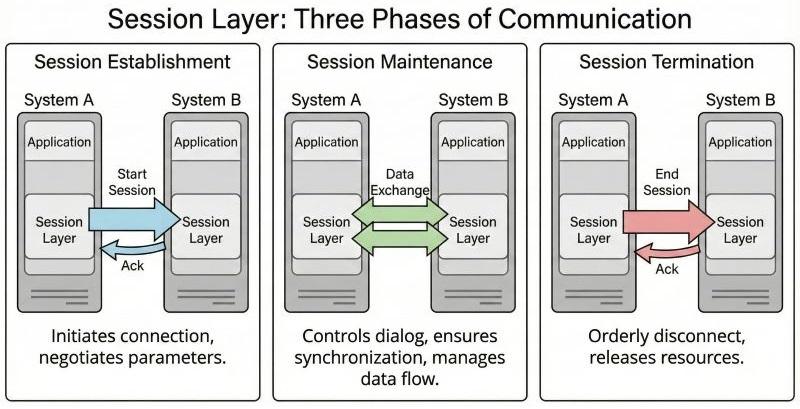 Session Layer: Three Phases of Communication
Session Establishment
System A
System B
Application
Application
Start
Session
Session
Layer
Session
Layer
Ack
Initiates connection,
negotiates parameters.
Session Maintenance
System A
System B
Application
Application
Data
Exchange
Session
Layer
Session
Layer
Controls dialog, ensures
synchronization, manages
data flow.
Session Termination
System A
System B
Application
Application
End
Session
Session
Layer
Session
Layer
Ack
Orderly disconnect,
releases resources.